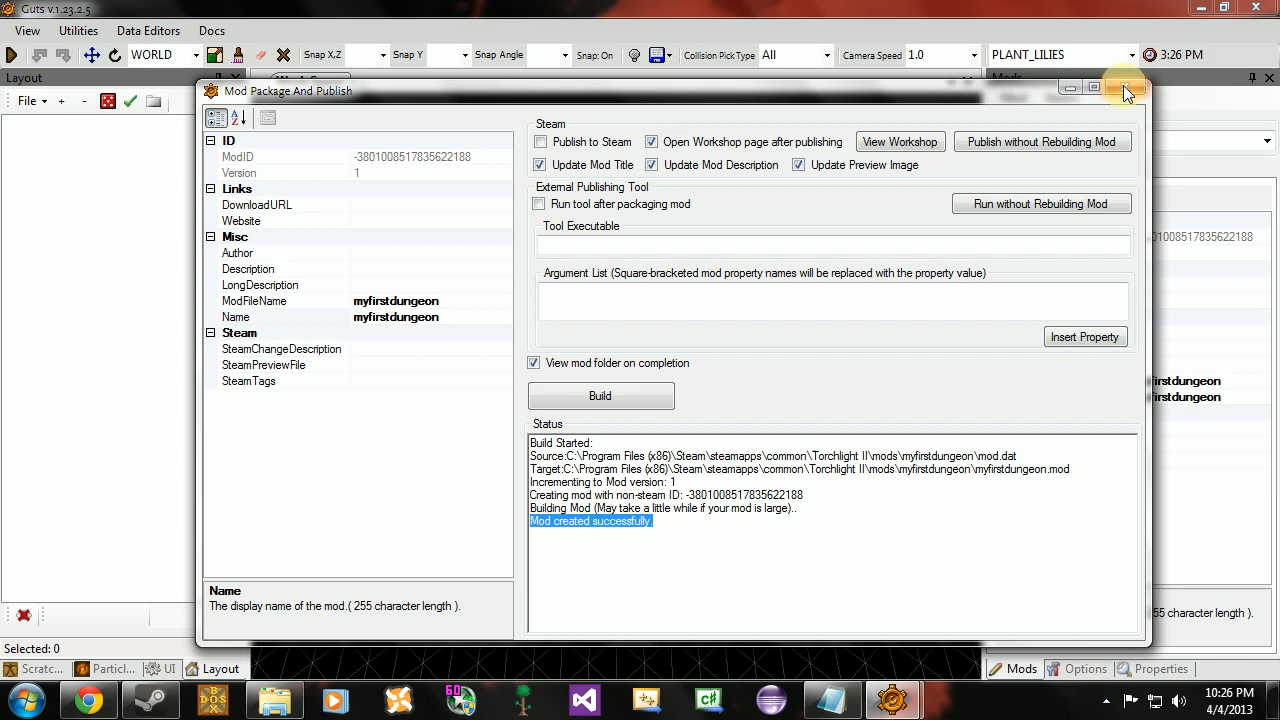 Guts v.1.23.2.5
View Utilities Data Editors Docs
WORLD Snap X,Z Snap Y Snap Angle Snap: On Collision Pick Type All Camera Speed 1.0 PLANT_LILIES 3:26 PM
Layout
File + -
Mod Package And Publish
ID
ModID -3801008517835622188
Version 1
Links
DownloadURL
Website
Misc
Author
Description
LongDescription
ModFileName myfirstdungeon
Name myfirstdungeon
Steam
SteamChangeDescription
SteamPreviewFile
SteamTags
Name
The display name of the mod.( 255 character length ).
Steam
Publish to Steam Open Workshop page after publishing View Workshop Publish without Rebuilding Mod
Update Mod Title Update Mod Description Update Preview Image
External Publishing Tool
Run tool after packaging mod Run without Rebuilding Mod
Tool Executable
Argument List (Square-bracketed mod property names will be replaced with the property value)
Insert Property
View mod folder on completion
Build
Status
Build Started:
Source:C:\Program Files (x86)\Steam\steamapps\common\Torchlight II\mods\myfirstdungeon\mod.dat
Target:C:\Program Files (x86)\Steam\steamapps\common\Torchlight II\mods\myfirstdungeon\myfirstdungeon.mod
Incrementing to Mod version: 1
Creating mod with non-steam ID: -3801008517835622188
Building Mod (May take a little while if your mod is large)..
Mod created successfully.
Mods
01008517835622188
firstdungeon
firstdungeon
55 character length ).
Selected: 0
Scratc... Particl... UI Layout Mods Options Properties
60
DOS
BOX
C#
10:26 PM
4/4/2013